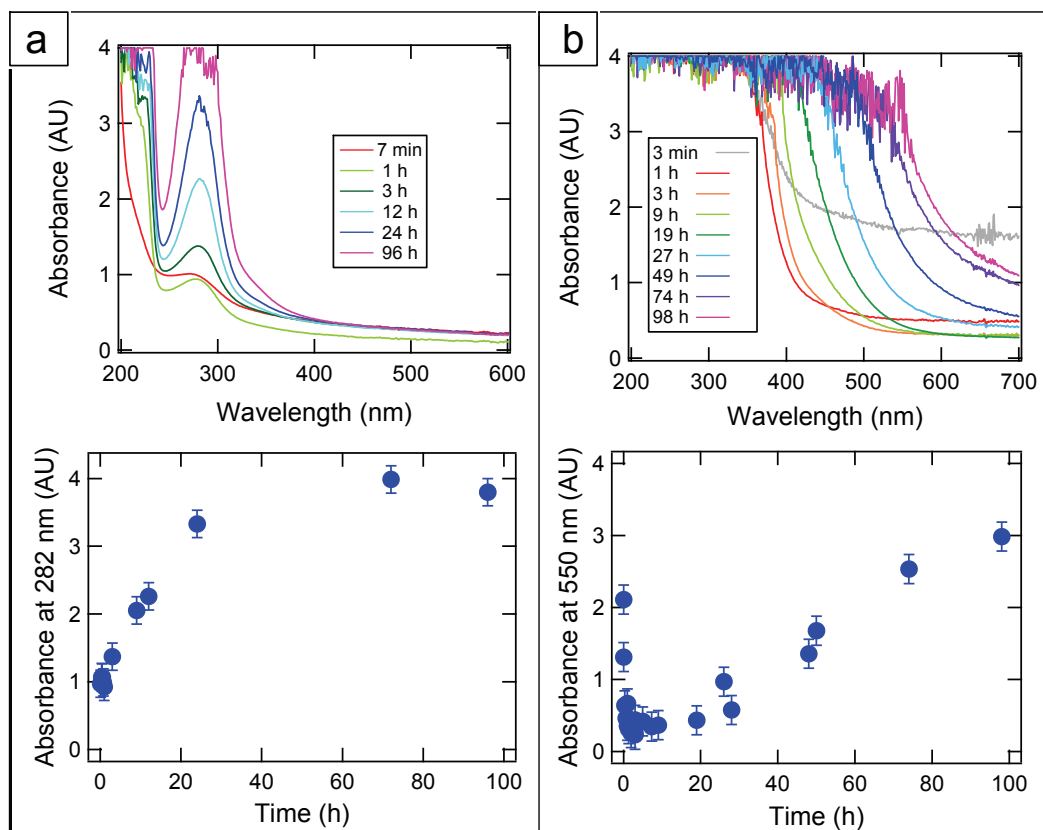 a
Absorbance (AU)
4
3
2
1
0
7 min
1 h
3 h
12 h
24 h
96 h
200 300 400 500 600
Wavelength (nm)
b
Absorbance (AU)
4
3
2
1
0
3 min
1 h
3 h
9 h
19 h
27 h
49 h
74 h
98 h
200 300 400 500 600 700
Wavelength (nm)
Absorbance at 282 nm (AU)
4
3
2
1
0
0 20 40 60 80 100
Time (h)
Absorbance at 550 nm (AU)
4
3
2
1
0
0 20 40 60 80 100
Time (h)